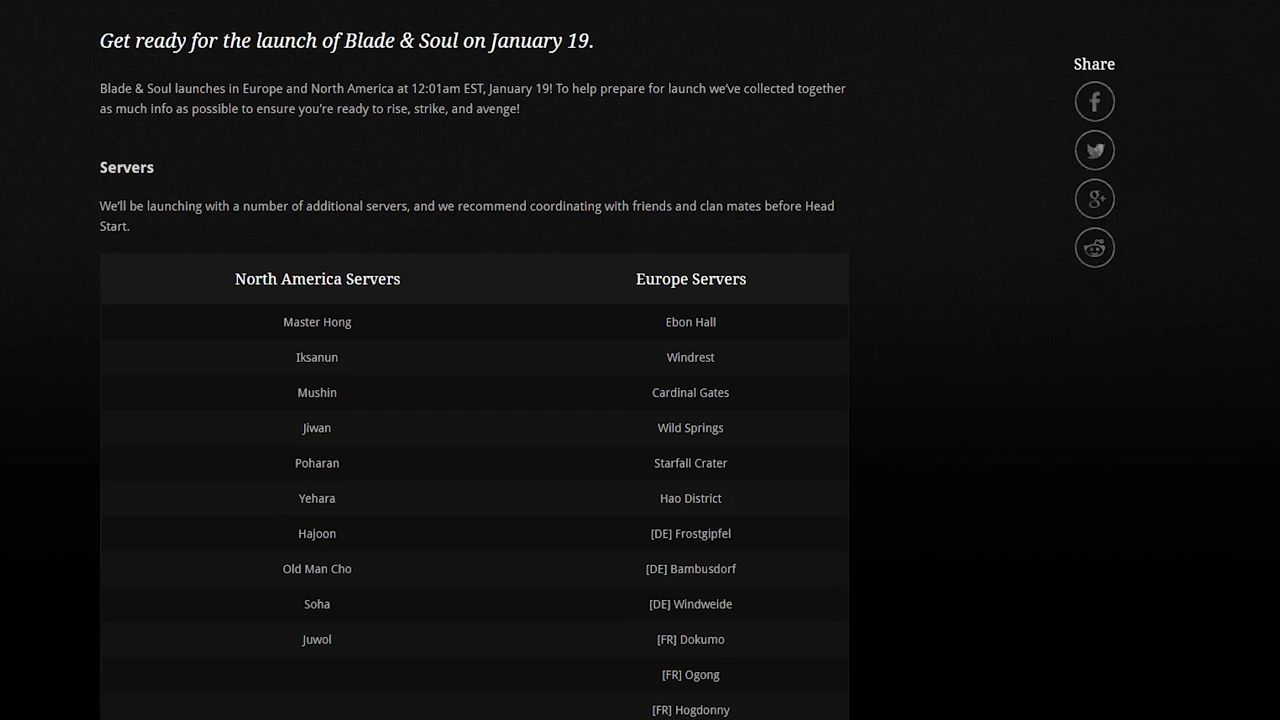 Get ready for the launch of Blade & Soul on January 19.
Share
Blade & Soul launches in Europe and North America at 12:01am EST, January 19! To help prepare for launch we've collected together
as much info as possible to ensure you're ready to rise, strike, and avenge!
Servers
We'll be launching with a number of additional servers, and we recommend coordinating with friends and clan mates before Head
Start.
North America Servers Europe Servers
Master Hong Ebon Hall
Iksanun Windrest
Mushin Cardinal Gates
Jiwan Wild Springs
Poharan Starfall Crater
Yehara Hao District
Hajoon [DE] Frostgipfel
Old Man Cho [DE] Bambusdorf
Soha [DE] Windweide
Juwol [FR] Dokumo
[FR] Ogong
[FR] Hogdonny